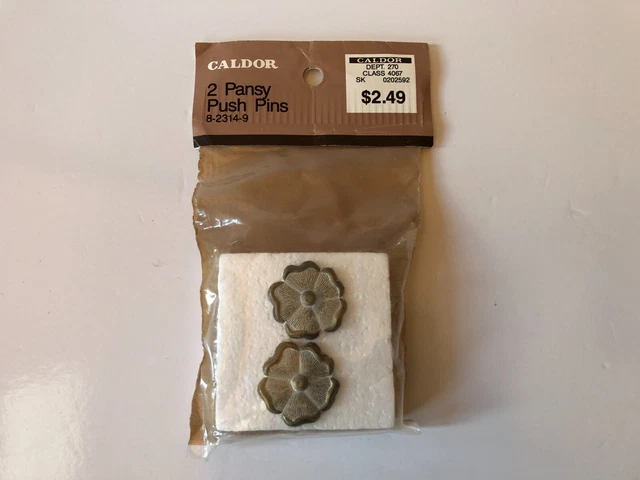 CALDOR
2 Pansy
Push Pins
8-2314-9
CALDOR
DEPT. 270
CLASS 4067
SK 0202592
$2.49